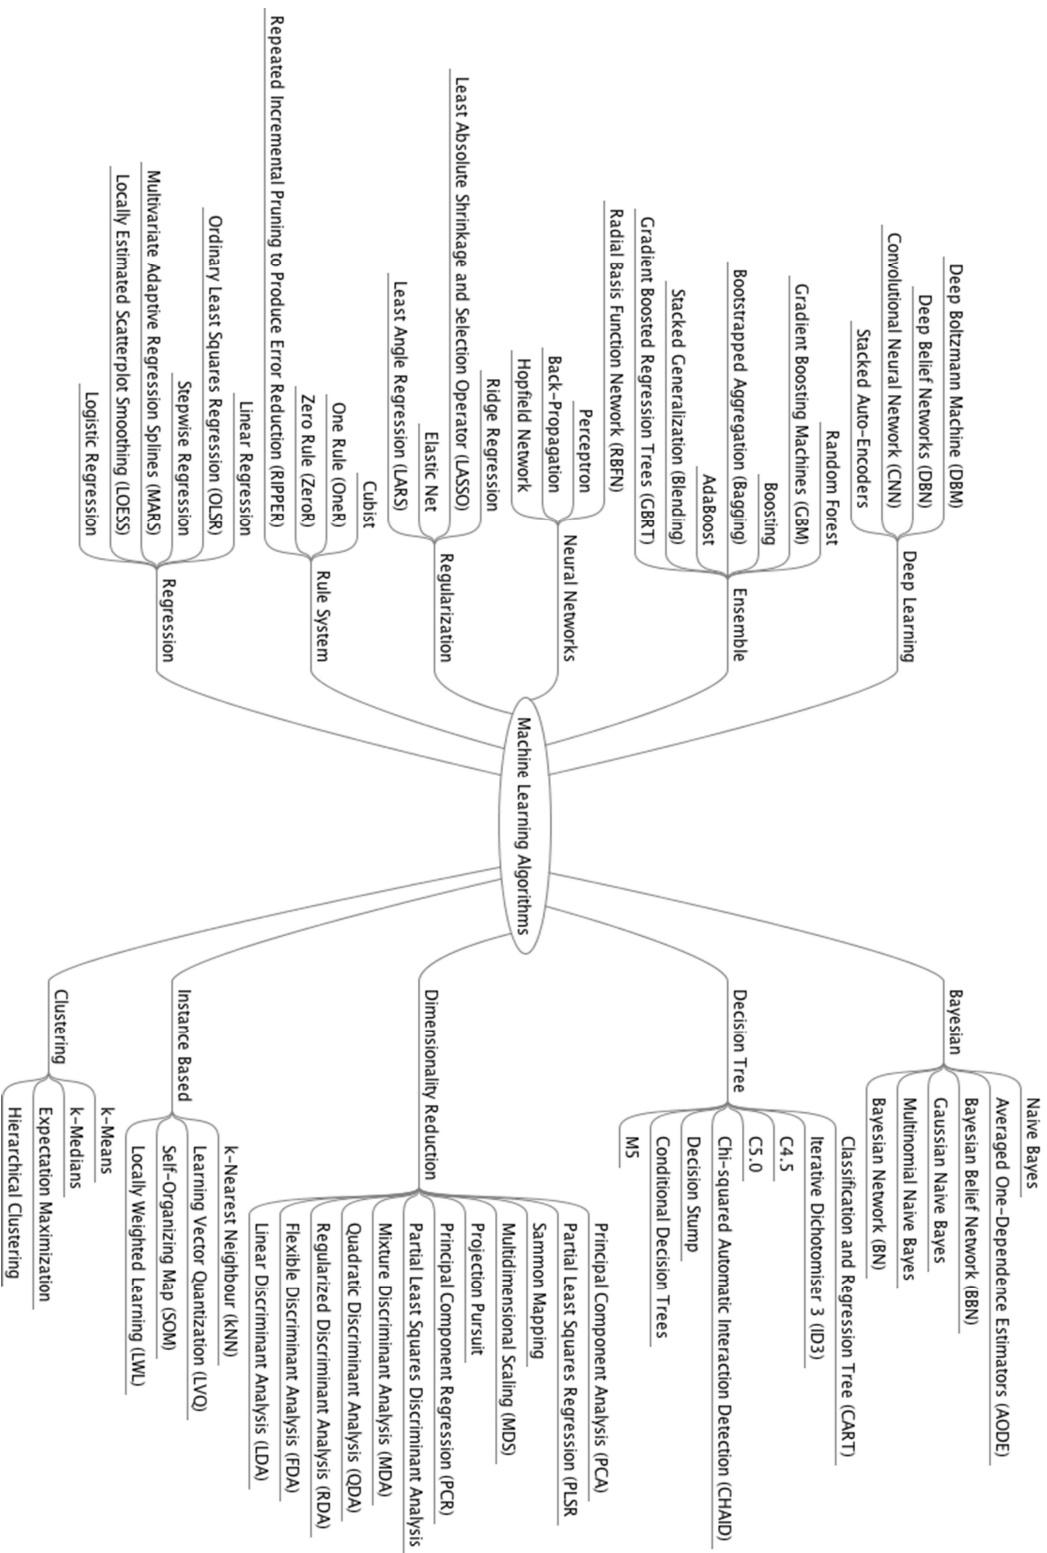 Deep Boltzmann Machine (DBM)
Deep Belief Networks (DBN)
Convolutional Neural Network (CNN)
Stacked Auto-Encoders
Deep Learning
Random Forest
Gradient Boosting Machines (GBM)
Boosting
Bootstrapped Aggregation (Bagging)
AdaBoost
Stacked Generalization (Blending)
Gradient Boosted Regression Trees (GBRT)
Ensemble
Radial Basis Function Network (RBFN)
Perceptron
Back-Propagation
Hopfield Network
Neural Networks
Ridge Regression
Least Absolute Shrinkage and Selection Operator (LASSO)
Elastic Net
Least Angle Regression (LARS)
Regularization
Cubist
One Rule (OneR)
Zero Rule (ZeroR)
Repeated Incremental Pruning to Produce Error Reduction (RIPPER)
Rule System
Linear Regression
Ordinary Least Squares Regression (OLSR)
Stepwise Regression
Multivariate Adaptive Regression Splines (MARS)
Locally Estimated Scatterplot Smoothing (LOESS)
Logistic Regression
Regression
Machine Learning Algorithms
Bayesian
Naive Bayes
Averaged One-Dependence Estimators (AODE)
Bayesian Belief Network (BBN)
Gaussian Naive Bayes
Multinomial Naive Bayes
Bayesian Network (BN)
Decision Tree
Classification and Regression Tree (CART)
Iterative Dichotomiser 3 (ID3)
C4.5
C5.0
Chi-squared Automatic Interaction Detection (CHAID)
Decision Stump
Conditional Decision Trees
M5
Dimensionality Reduction
Principal Component Analysis (PCA)
Partial Least Squares Regression (PLSR
Sammon Mapping
Multidimensional Scaling (MDS)
Projection Pursuit
Principal Component Regression (PCR)
Partial Least Squares Discriminant Analysis
Mixture Discriminant Analysis (MDA)
Quadratic Discriminant Analysis (QDA)
Regularized Discriminant Analysis (RDA)
Flexible Discriminant Analysis (FDA)
Linear Discriminant Analysis (LDA)
Instance Based
k-Nearest Neighbour (kNN)
Learning Vector Quantization (LVQ)
Self-Organizing Map (SOM)
Locally Weighted Learning (LWL)
Clustering
k-Means
k-Medians
Expectation Maximization
Hierarchical Clustering